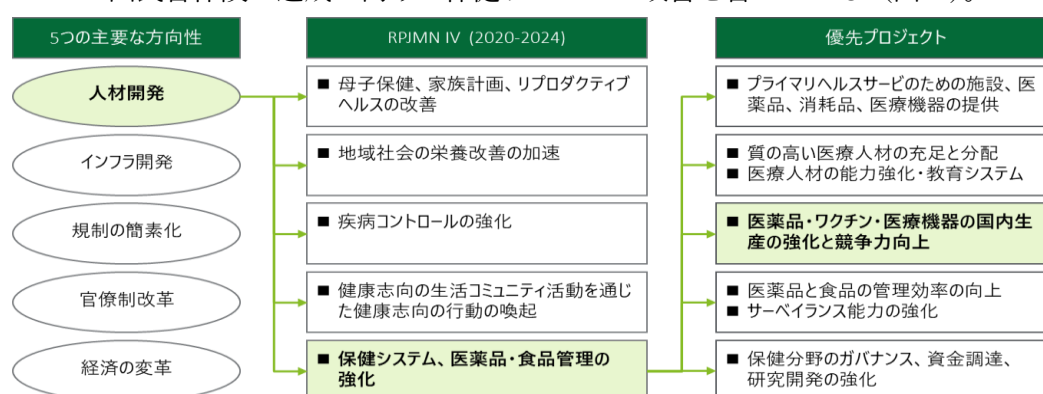 5つの主要な方向性
RPJMN IV (2020-2024)
優先プロジェクト
人材開発
インフラ開発
規制の簡素化
官僚制改革
経済の変革
■ 母子保健、家族計画、リプロダクティブ
ヘルスの改善
■ 地域社会の栄養改善の加速
■ 疾病コントロールの強化
■ 健康志向の生活コミュニティ活動を通じ
た健康志向の行動の喚起
■ 保健システム、医薬品・食品管理の
強化
■ プライマリヘルスサービのための施設、医
薬品、消耗品、医療機器の提供
■ 質の高い医療人材の充足と分配
■ 医療人材の能力強化・教育システム
■ 医薬品・ワクチン・医療機器の国内生
産の強化と競争力向上
■ 医薬品と食品の管理効率の向上
■ サーベイランス能力の強化
■ 保健分野のガバナンス、資金調達、
研究開発の強化